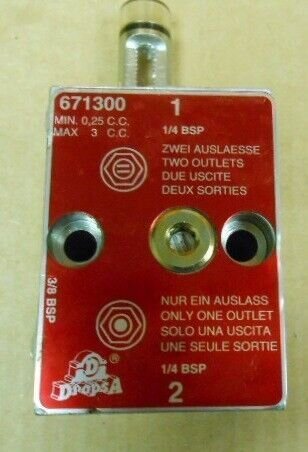 671300
1
MIN. 0,25 C.C.
MAX 3 C.C.
1/4 BSP
ZWEI AUSLAESSE
TWO OUTLETS
DUE USCITE
DEUX SORTIES
3/8 BSP
NUR EIN AUSLASS
ONLY ONE OUTLET
SOLO UNA USCITA
UNE SEULE SORTIE
1/4 BSP
2
D
DROPSA
®